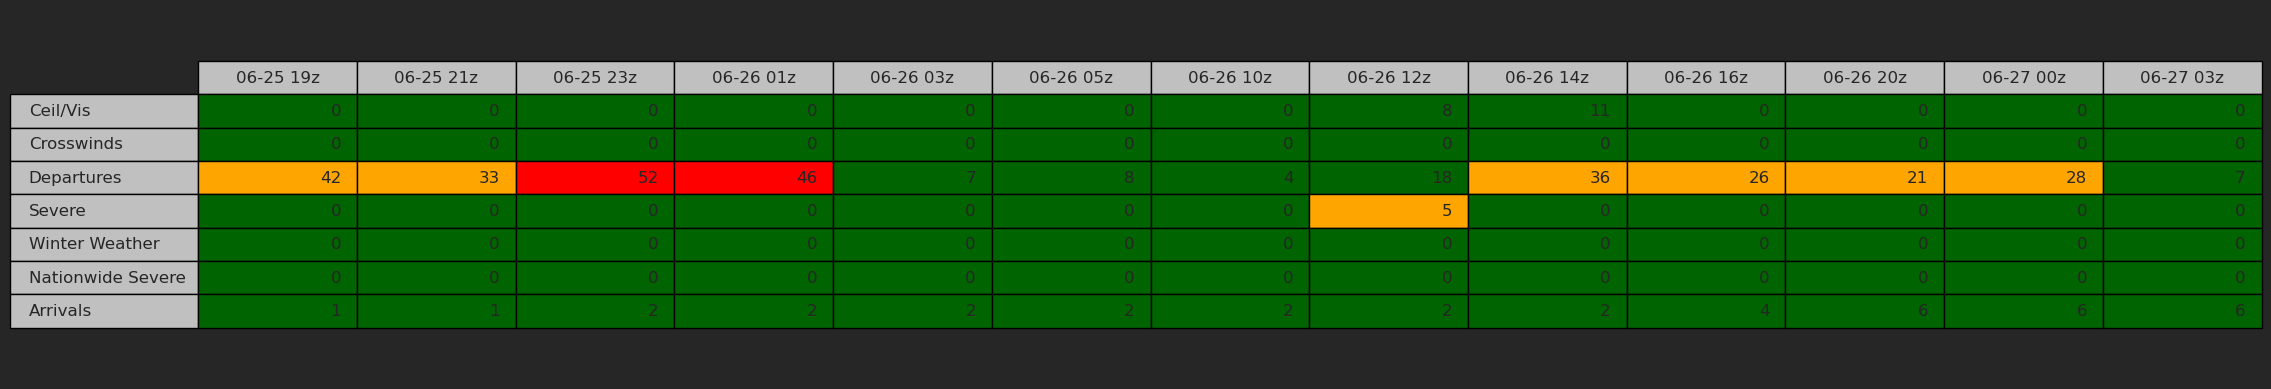 06-25 19z 06-25 21z 06-25 23z 06-26 01z 06-26 03z 06-26 05z 06-26 10z 06-26 12z 06-26 14z 06-26 16z 06-26 20z 06-27 00z 06-27 03z
Ceil/Vis 0 0 0 0 0 0 0 8 11 0 0 0 0
Crosswinds 0 0 0 0 0 0 0 0 0 0 0 0 0
Departures 42 33 52 46 7 8 4 18 36 26 21 28 7
Severe 0 0 0 0 0 0 0 5 0 0 0 0 0
Winter Weather 0 0 0 0 0 0 0 0 0 0 0 0 0
Nationwide Severe 0 0 0 0 0 0 0 0 0 0 0 0 0
Arrivals 1 1 2 2 2 2 2 2 2 4 6 6 6